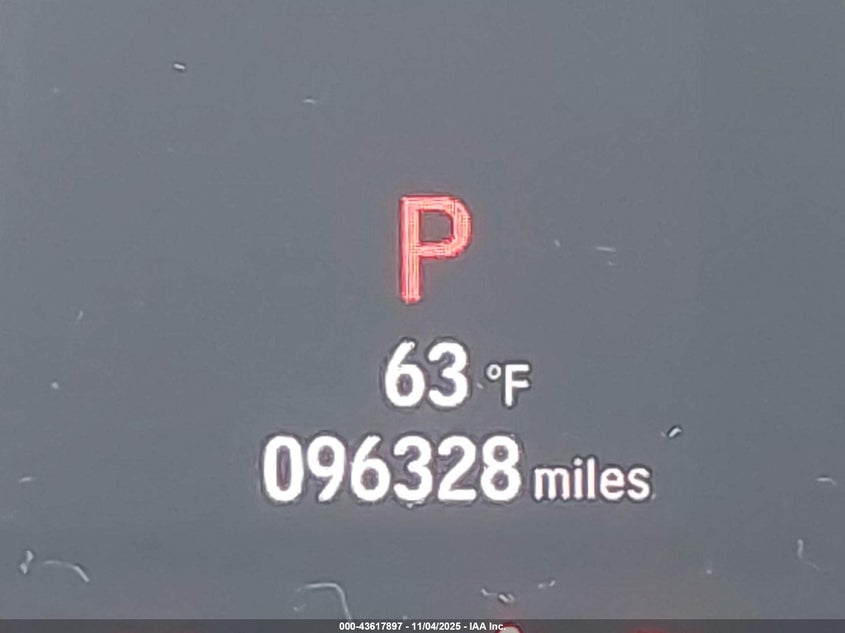 P
63 °F
096328 miles
000-43617897 - 11/04/2025 - IAA Inc.